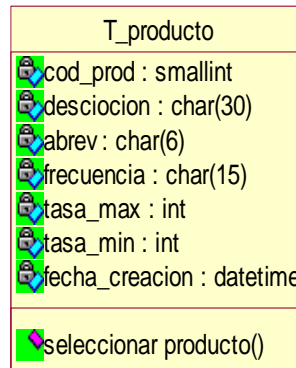 T_producto
cod_prod : smallint
desciocion : char(30)
abrev : char(6)
frecuencia : char(15)
tasa_max : int
tasa_min : int
fecha_creacion : datetime
seleccionar producto()